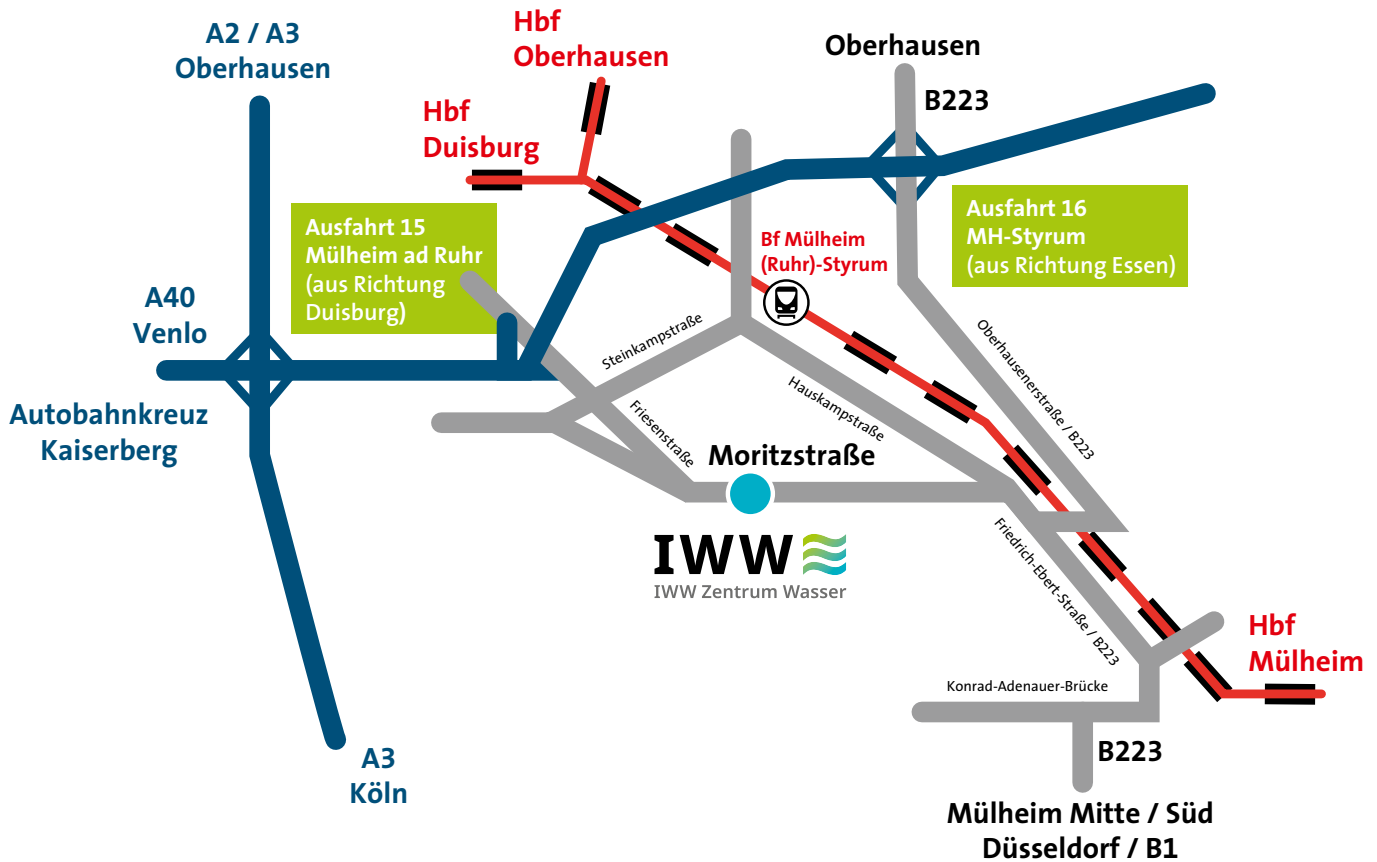 A2 / A3
Oberhausen
Hbf
Oberhausen
Oberhausen
B223
Hbf
Duisburg
Ausfahrt 15
Mülheim ad Ruhr
(aus Richtung
Duisburg)
Ausfahrt 16
MH-Styrum
(aus Richtung Essen)
Bf Mülheim
(Ruhr)-Styrum
A40
Venlo
Autobahnkreuz
Kaiserberg
Steinkampstraße
Friesenstraße
Hauskampstraße
Oberhausenerstraße / B223
Moritzstraße
IWW
IWW Zentrum Wasser
Friedrich-Ebert-Straße / B223
Hbf
Mülheim
Konrad-Adenauer-Brücke
B223
A3
Köln
Mülheim Mitte / Süd
Düsseldorf / B1